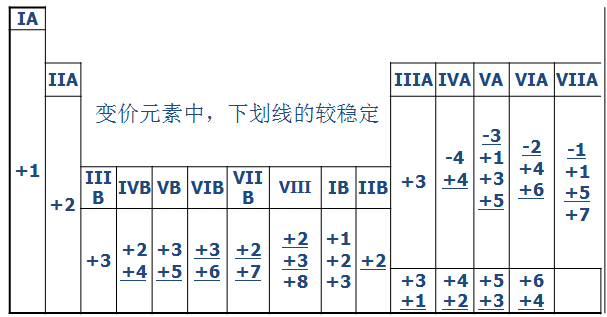 IA
IIA
IIIA IVA VA VIA VIIA
变价元素中，下划线的较稳定
-3
-4 +1 -2 -1
+1 +3 +4 +3 +4 +1
+4 +5 +6 +5
+7
III
B IVB VB VIB VII
B VIII IB IIB
+2
+3 +2 +3 +3 +2 +2 +1 +2
+4 +5 +6 +7 +3 +2
+8 +3
+3 +4 +5 +6
+1 +2 +3 +4